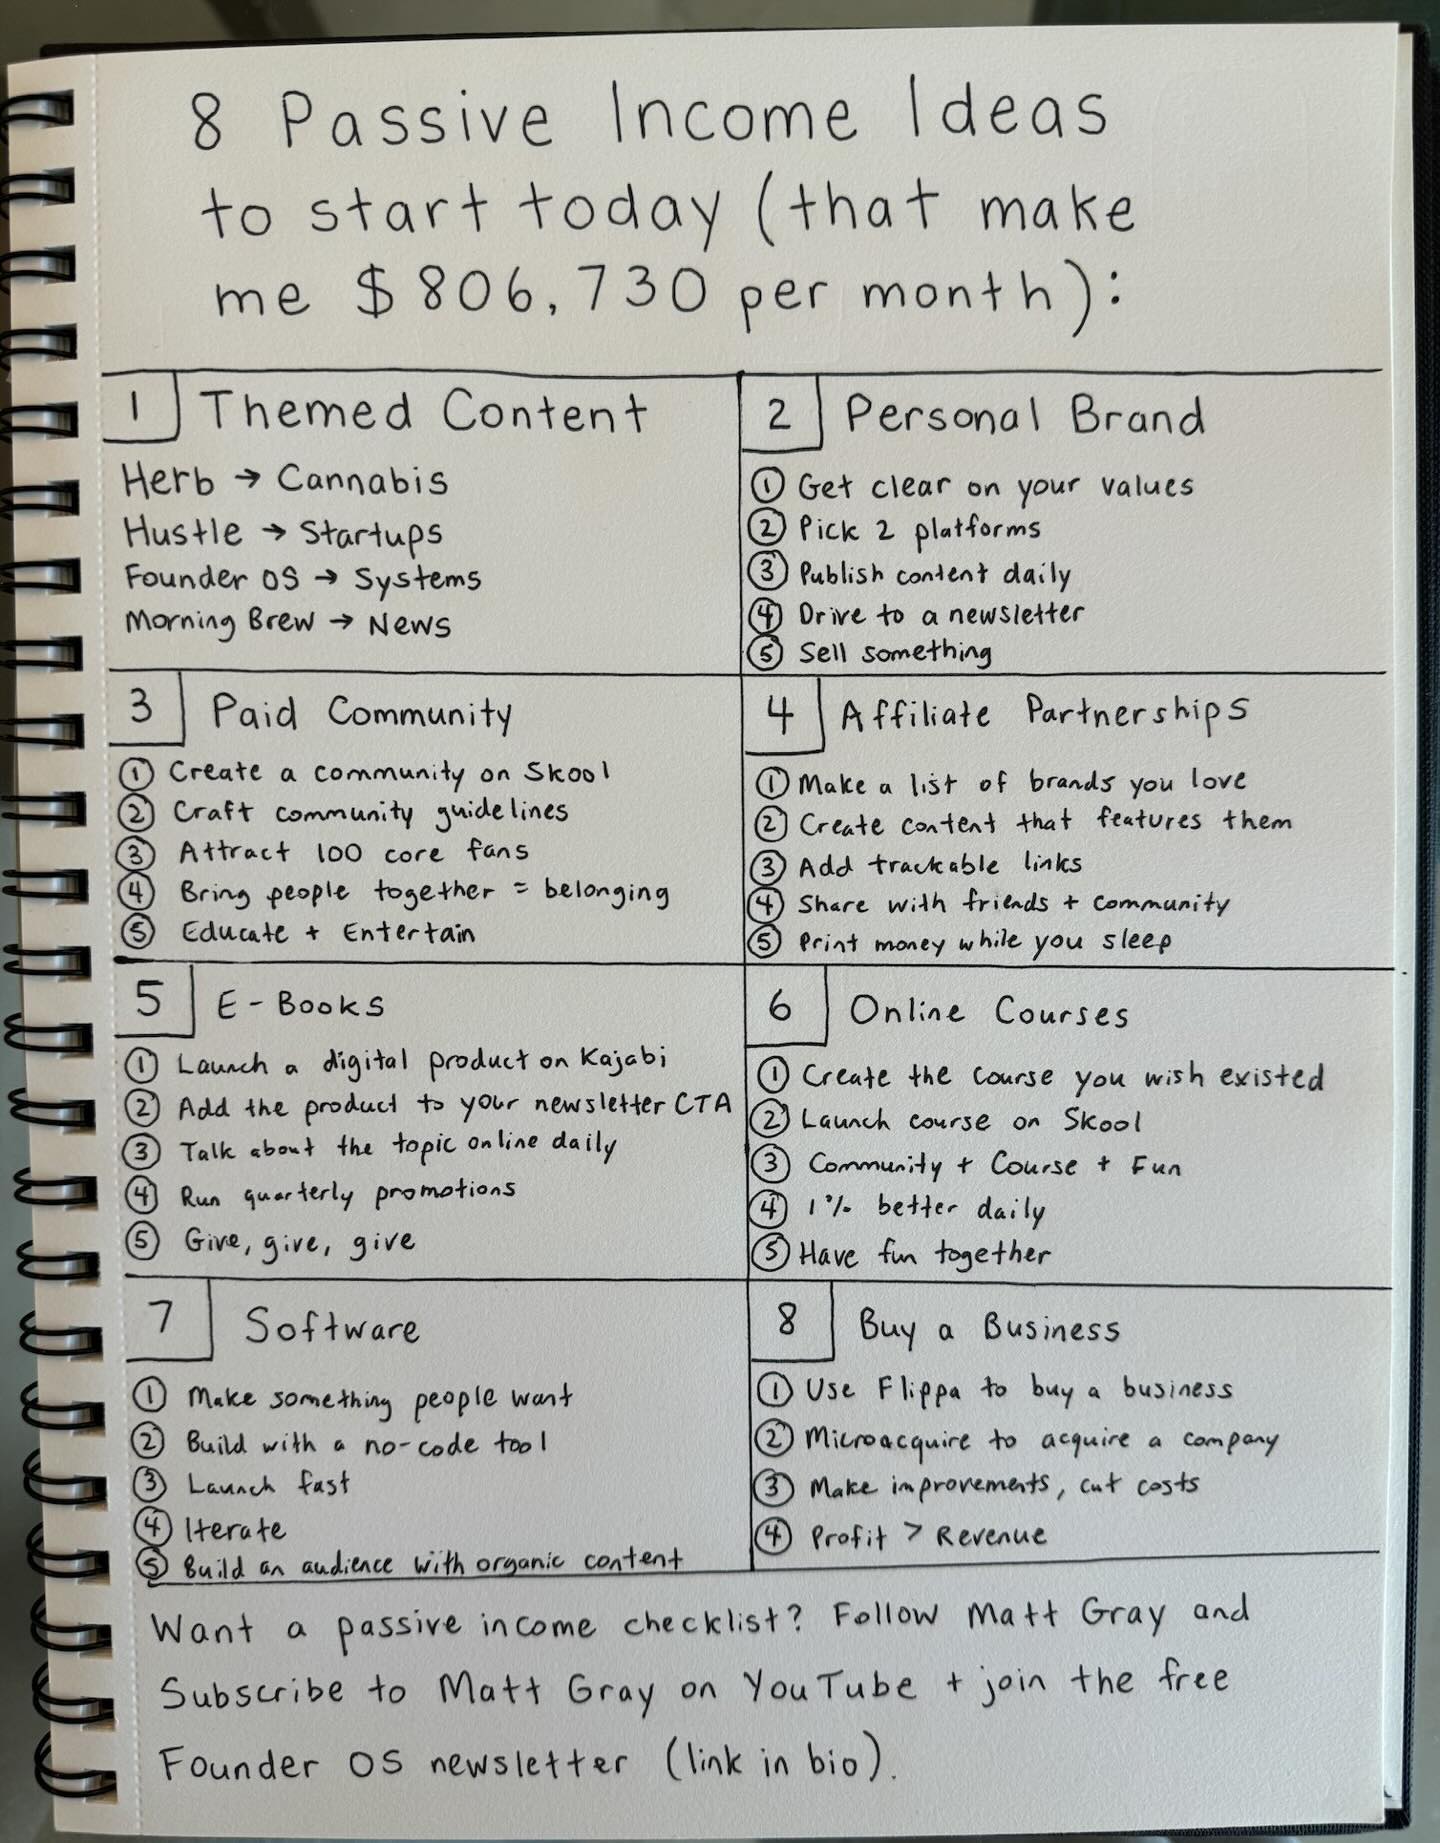 8 Passive Income Ideas
to start today (that make
me $806,730 per month):
1 Themed Content
Herb → Cannabis
Hustle → Startups
Founder OS → Systems
Morning Brew → News
2 Personal Brand
① Get clear on your values
② Pick 2 platforms
③ Publish content daily
④ Drive to a newsletter
⑤ Sell something
3 Paid Community
① Create a community on Skool
② Craft community guidelines
③ Attract 100 core fans
④ Bring people together = belonging
⑤ Educate + Entertain
4 Affiliate Partnerships
① Make a list of brands you love
② Create content that features them
③ Add trackable links
④ Share with friends + community
⑤ Print money while you sleep
5 E-Books
① Launch a digital product on Kajabi
② Add the product to your newsletter CTA
③ Talk about the topic online daily
④ Run quarterly promotions
⑤ Give, give, give
6 Online Courses
① Create the course you wish existed
② Launch course on Skool
③ Community + Course + Fun
④ 1% better daily
⑤ Have fun together
7 Software
① Make something people want
② Build with a no-code tool
③ Launch fast
④ Iterate
⑤ Build an audience with organic content
8 Buy a Business
① Use Flippa to buy a business
② Microacquire to acquire a company
③ Make improvements, cut costs
④ Profit > Revenue
Want a passive income checklist? Follow Matt Gray and
Subscribe to Matt Gray on YouTube + join the free
Founder OS newsletter (link in bio).